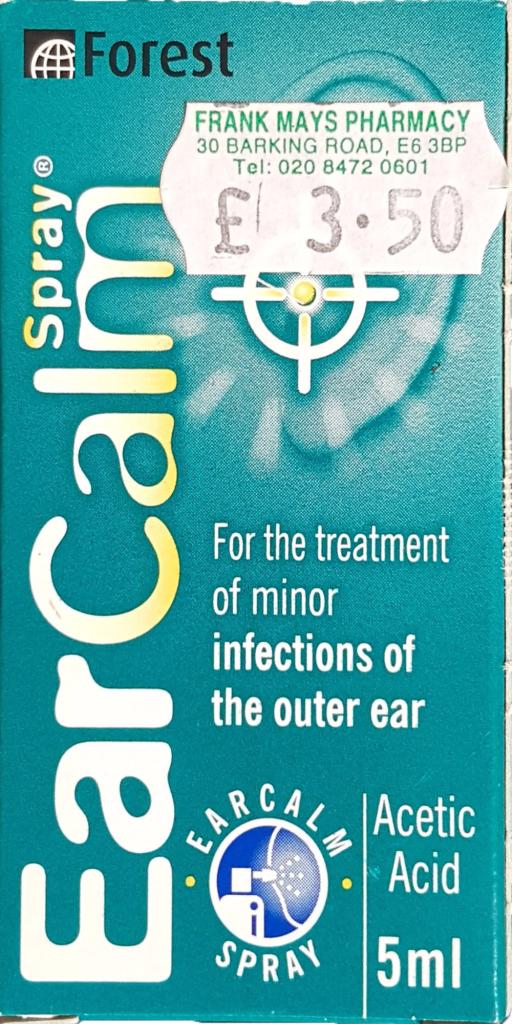 Forest
FRANK MAYS PHARMACY
30 BARKING ROAD, E6 3BP
Tel: 020 8472 0601
£ 3.50
EarCalm
Spray®
For the treatment
of minor
infections of
the outer ear
EARCALM
SPRAY
Acetic
Acid
5ml